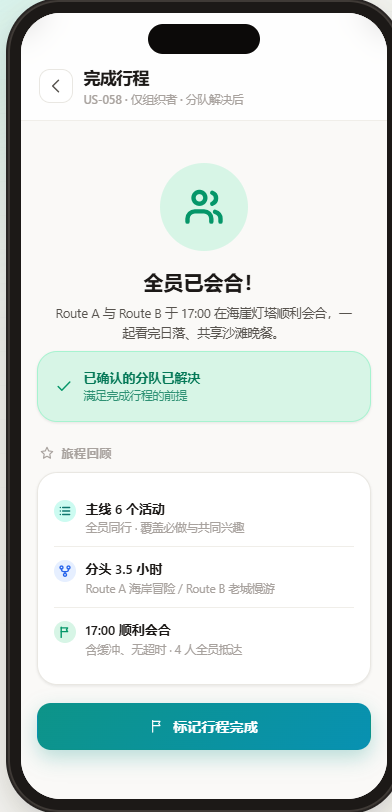 完成行程
US-058 · 仅组织者 · 分队解决后
全员已会合！
Route A 与 Route B 于 17:00 在海崖灯塔顺利会合，一
起看完日落、共享沙滩晚餐。
已确认的分队已解决
满足完成行程的前提
旅程回顾
主线 6 个活动
全员同行 · 覆盖必做与共同兴趣
分头 3.5 小时
Route A 海岸冒险 / Route B 老城慢游
17:00 顺利会合
含缓冲、无超时 · 4 人全员抵达
标记行程完成